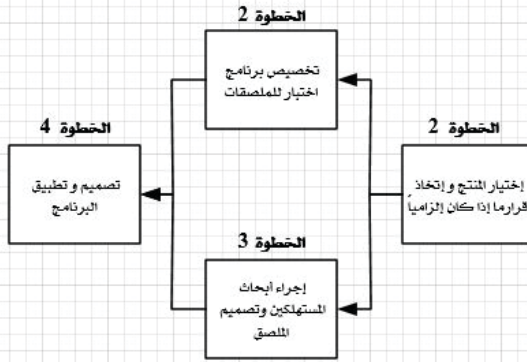 الخطوة 2
تخصيص برنامج
اختبار للملصقات
الخطوة 2
إختيار المنتج و إتخاذ
قرارما إذا كان إلزامياً
الخطوة 4
تصميم و تطبيق
البرنامج
الخطوة 3
إجراء أبحاث
المستهلكين وتصميم
الملصق